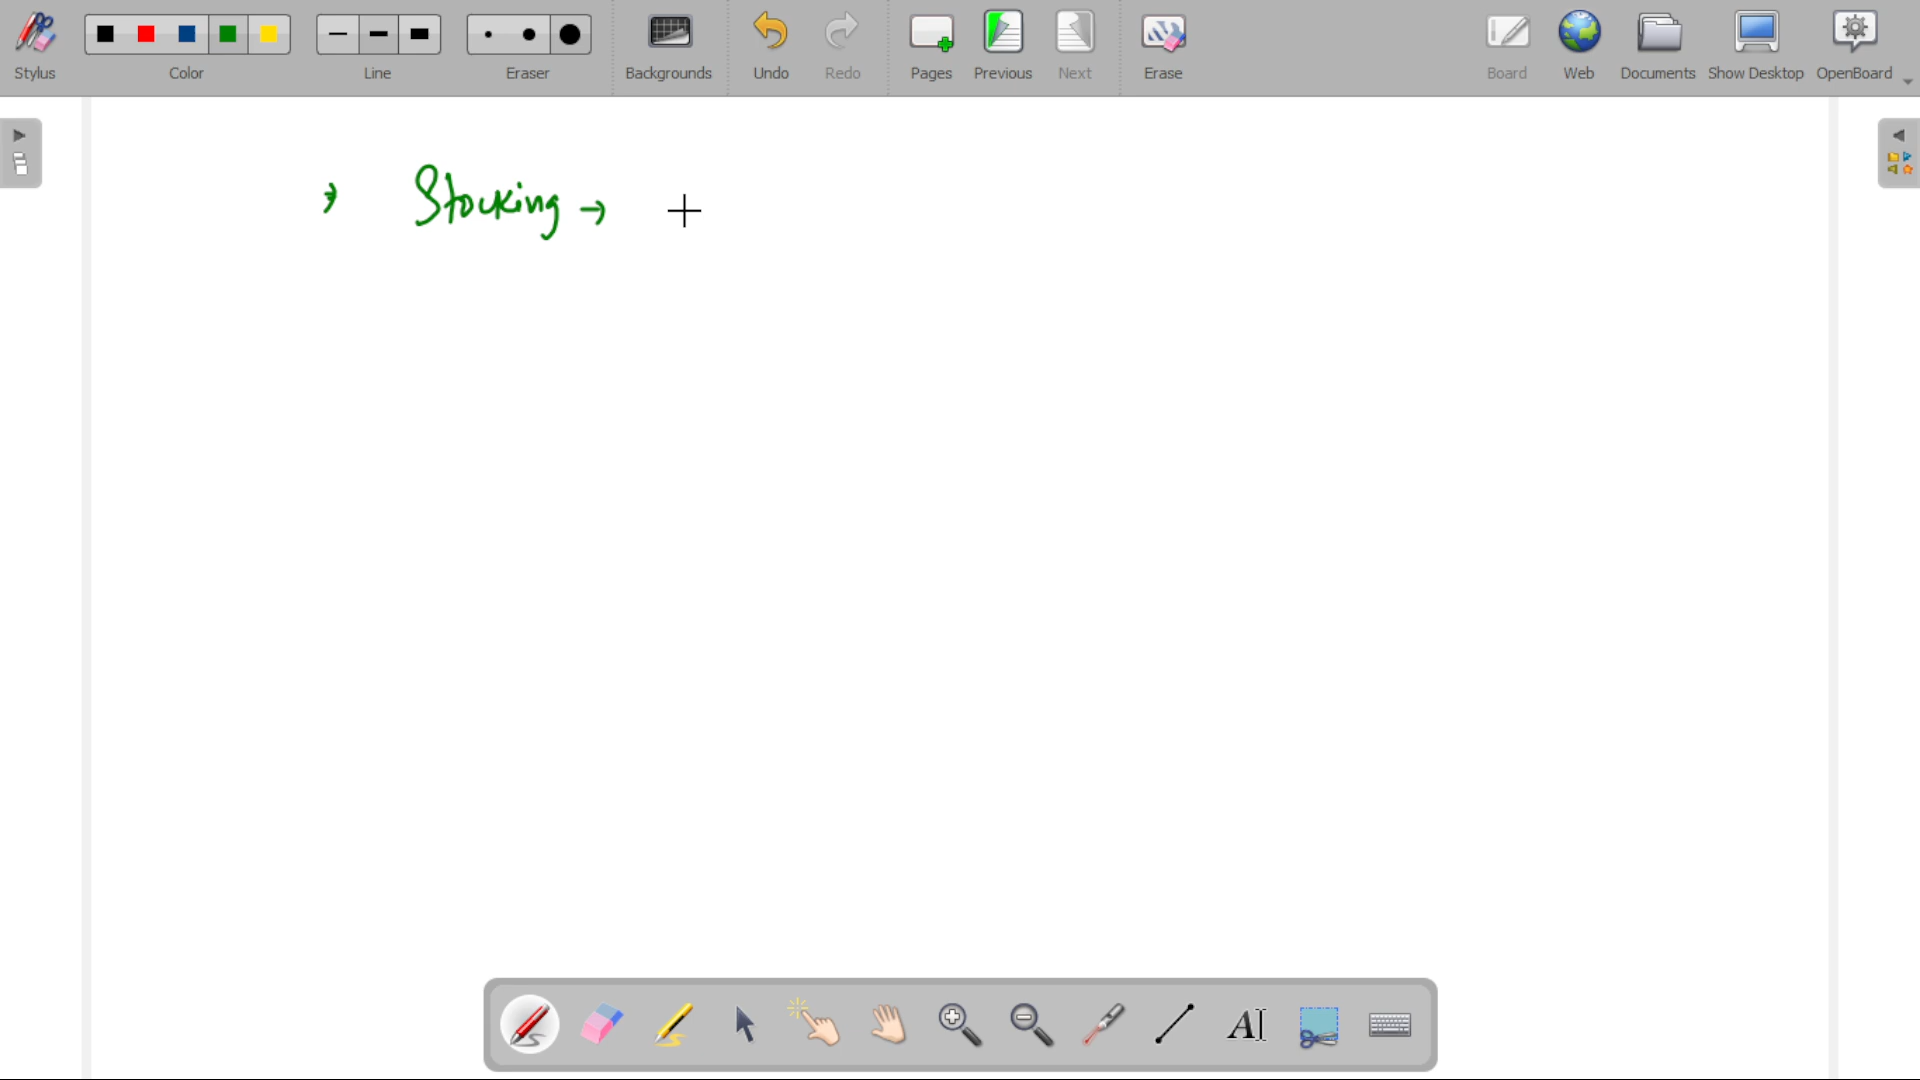 Stylus Color Line Eraser Backgrounds Undo Redo Pages Previous Next Erase Board Web Documents Show Desktop OpenBoard
Stocking →